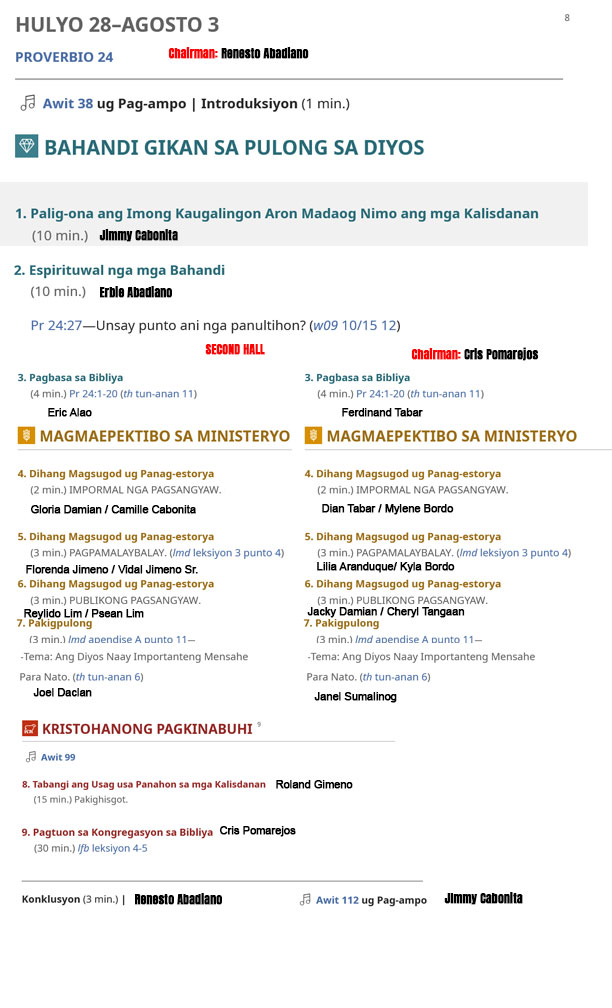 HULYO 28–AGOSTO 3
8
PROVERBIO 24
Chairman: Renesto Abadiano
Awit 38 ug Pag-ampo | Introduksiyon (1 min.)
BAHANDI GIKAN SA PULONG SA DIYOS
1. Palig-ona ang Imong Kaugalingon Aron Madaog Nimo ang mga Kalisdanan
(10 min.) Jimmy Cabonita
2. Espirituwal nga mga Bahandi
(10 min.) Erbie Abadiano
Pr 24:27—Unsay punto ani nga panultihon? (w09 10/15 12)
SECOND HALL
Chairman: Cris Pomarejos
3. Pagbasa sa Bibliya
(4 min.) Pr 24:1-20 (th tun-anan 11)
Eric Alao
MAGMAEPEKTIBO SA MINISTERYO
4. Dihang Magsugod ug Panag-estorya
(2 min.) IMPORMAL NGA PAGSANGYAW.
Gloria Damian / Camille Cabonita
5. Dihang Magsugod ug Panag-estorya
(3 min.) PAGPAMALAYBALAY. (lmd leksiyon 3 punto 4)
Florenda Jimeno / Vidal Jimeno Sr.
6. Dihang Magsugod ug Panag-estorya
(3 min.) PUBLIKONG PAGSANGYAW.
Reylido Lim / Psean Lim
7. Pakigpulong
(3 min.) lmd apendise A punto 11—
-Tema: Ang Diyos Naay Importanteng Mensahe
Para Nato. (th tun-anan 6)
Joel Dacian
3. Pagbasa sa Bibliya
(4 min.) Pr 24:1-20 (th tun-anan 11)
Ferdinand Tabar
MAGMAEPEKTIBO SA MINISTERYO
4. Dihang Magsugod ug Panag-estorya
(2 min.) IMPORMAL NGA PAGSANGYAW.
Dian Tabar / Mylene Bordo
5. Dihang Magsugod ug Panag-estorya
(3 min.) PAGPAMALAYBALAY. (lmd leksiyon 3 punto 4)
Lilia Aranduque/ Kyla Bordo
6. Dihang Magsugod ug Panag-estorya
(3 min.) PUBLIKONG PAGSANGYAW.
Jacky Damian / Cheryl Tangaan
7. Pakigpulong
(3 min.) lmd apendise A punto 11—
-Tema: Ang Diyos Naay Importanteng Mensahe
Para Nato. (th tun-anan 6)
Janel Sumalinog
KRISTOHANONG PAGKINABUHI 9
Awit 99
8. Tabangi ang Usag usa Panahon sa mga Kalisdanan Roland Gimeno
(15 min.) Pakighisgot.
9. Pagtuon sa Kongregasyon sa Bibliya Cris Pomarejos
(30 min.) lfb leksiyon 4-5
Konklusyon (3 min.) | Renesto Abadiano
Awit 112 ug Pag-ampo Jimmy Cabonita